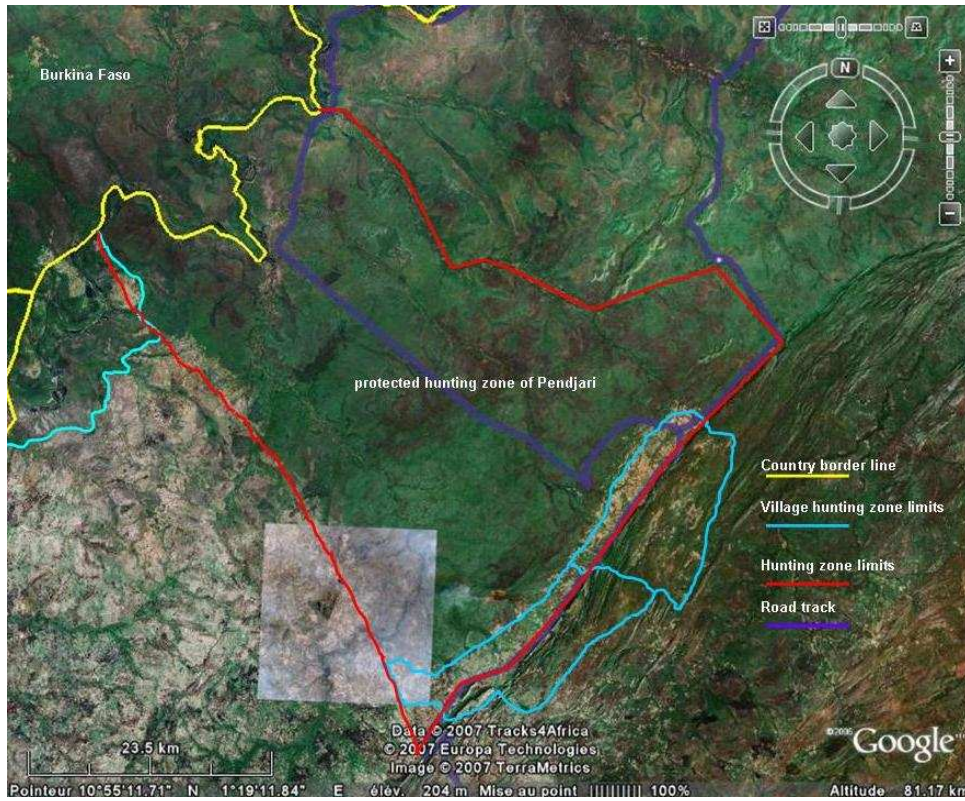 N
Burkina Faso
protected hunting zone of Pendjari
Country border line
Village hunting zone limits
Hunting zone limits
Road track
Data © 2007 Tracks4Africa
© 2007 Europa Technologies
Image © 2007 TerraMetrics
©2006 Google
23.5 km
Pointeur 10°55'11.71" N 1°19'11.84" E élév. 204 m Mise au point |||||||||| 100% Altitude 81.17 km